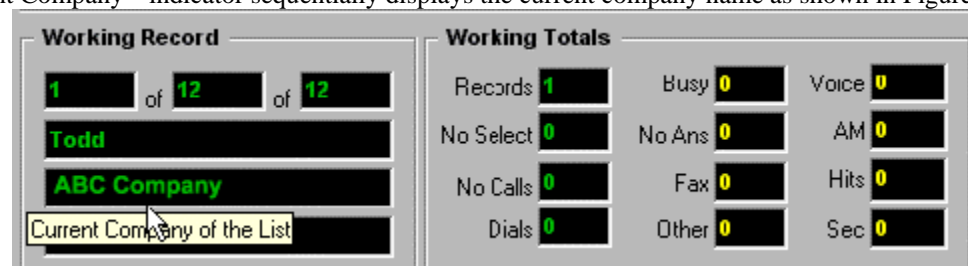 t Company" indicator sequentially displays the current company name as shown in Figure
Working Record
1 of 12 of 12
Todd
ABC Company
Current Company of the List
Working Totals
Records 1 Busy 0 Voice 0
No Select 0 No Ans 0 AM 0
No Calls 0 Fax 0 Hits 0
Dials 0 Other 0 Sec 0